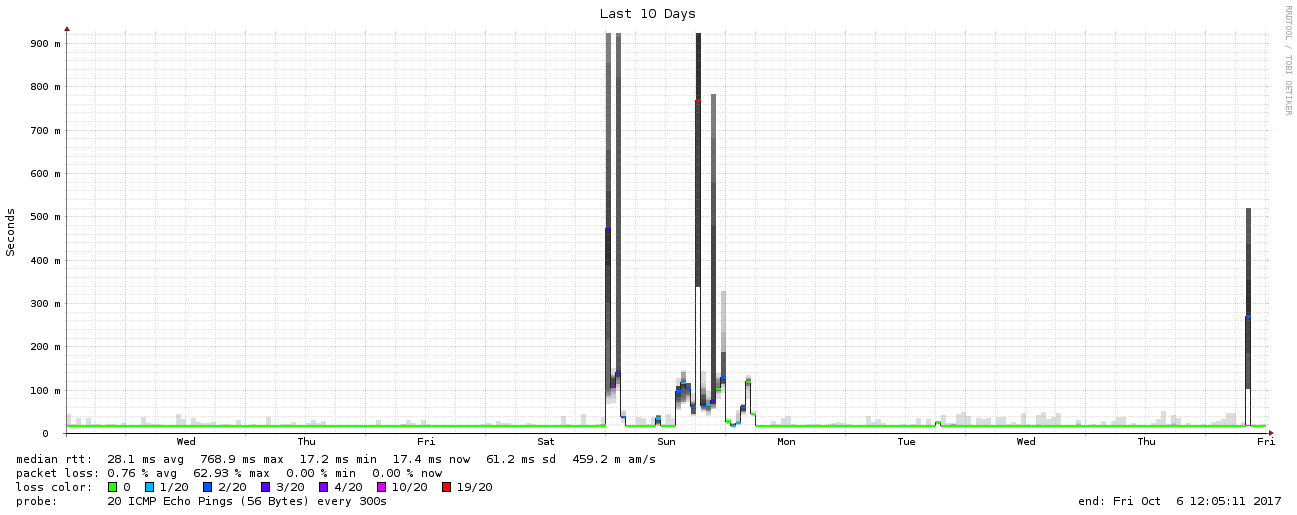 Last 10 Days
RRDTOOL / TOBI OETIKER
Seconds
900 m
800 m
700 m
600 m
500 m
400 m
300 m
200 m
100 m
0
Wed Thu Fri Sat Sun Mon Tue Wed Thu Fri
median rtt: 28.1 ms avg 768.9 ms max 17.2 ms min 17.4 ms now 61.2 ms sd 459.2 m am/s
packet loss: 0.76 % avg 62.93 % max 0.00 % min 0.00 % now
loss color: 0 1/20 2/20 3/20 4/20 10/20 19/20
probe: 20 ICMP Echo Pings (56 Bytes) every 300s end: Fri Oct 6 12:05:11 2017